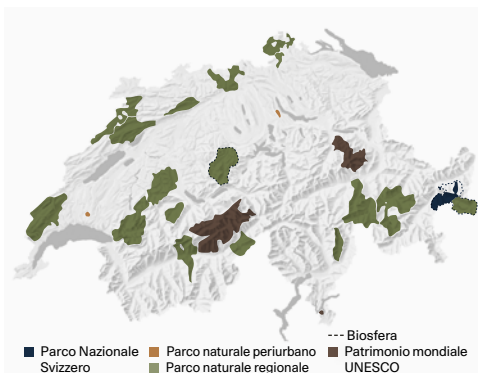 Biosfera
Parco Nazionale
Svizzero
Parco naturale periurbano
Parco naturale regionale
Patrimonio mondiale
UNESCO